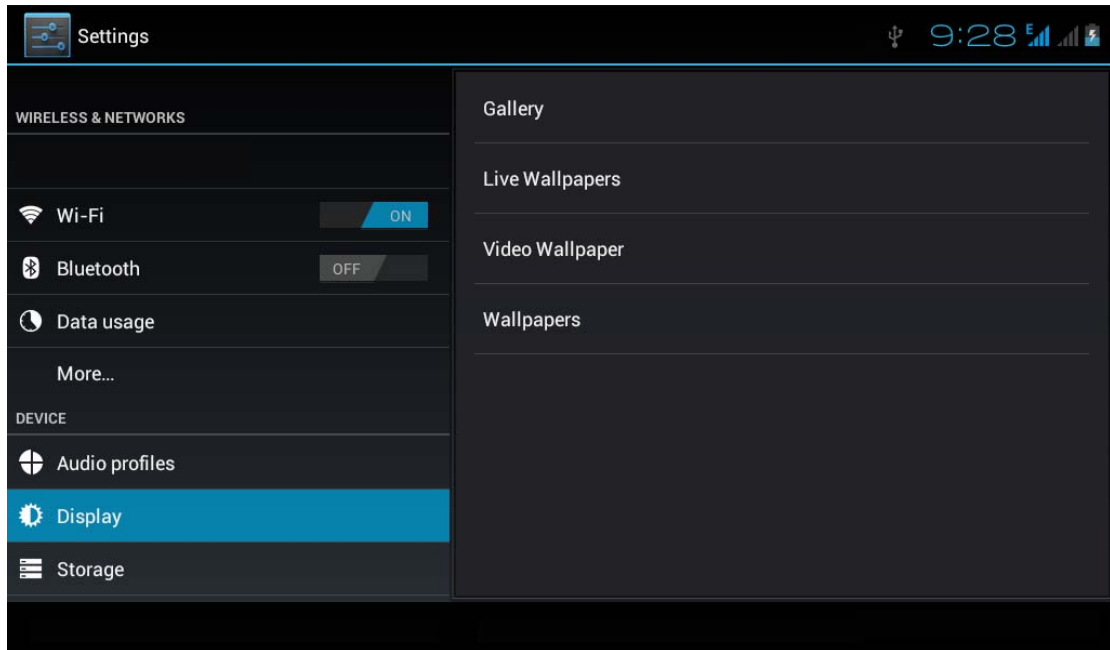 Settings
9:28 E
WIRELESS & NETWORKS
Wi-Fi ON
Bluetooth OFF
Data usage
More...
DEVICE
Audio profiles
Display
Storage
Gallery
Live Wallpapers
Video Wallpaper
Wallpapers